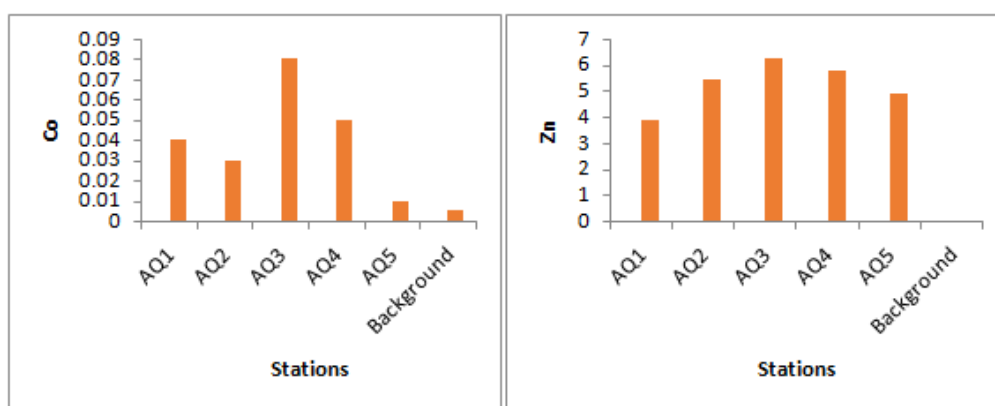 Co
0.09
0.08
0.07
0.06
0.05
0.04
0.03
0.02
0.01
0
AQ1
AQ2
AQ3
AQ4
AQ5
Background
Stations
Zn
7
6
5
4
3
2
1
0
AQ1
AQ2
AQ3
AQ4
AQ5
Background
Stations